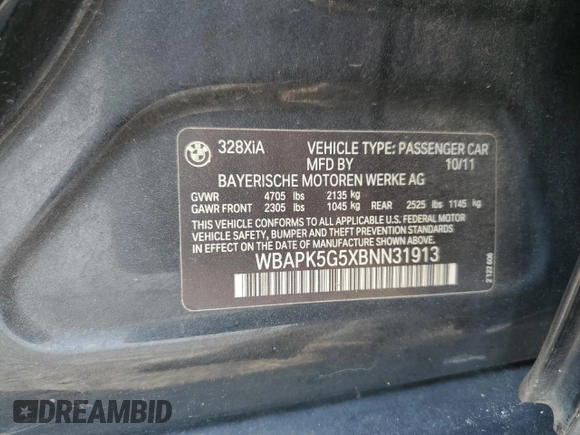 328XiA VEHICLE TYPE: PASSENGER CAR
MFD BY 10/11
BAYERISCHE MOTOREN WERKE AG
GVWR 4705 lbs 2135 kg
GAWR FRONT 2305 lbs 1045 kg REAR 2525 lbs 1145 kg
THIS VEHICLE CONFORMS TO ALL APPLICABLE U.S. FEDERAL MOTOR
VEHICLE SAFETY, BUMPER AND THEFT PREVENTION STANDARDS
IN EFFECT ON THE DATE OF MANUFACTURE SHOWN ABOVE.
WBAPK5G5XBNN31913
DREAMBID